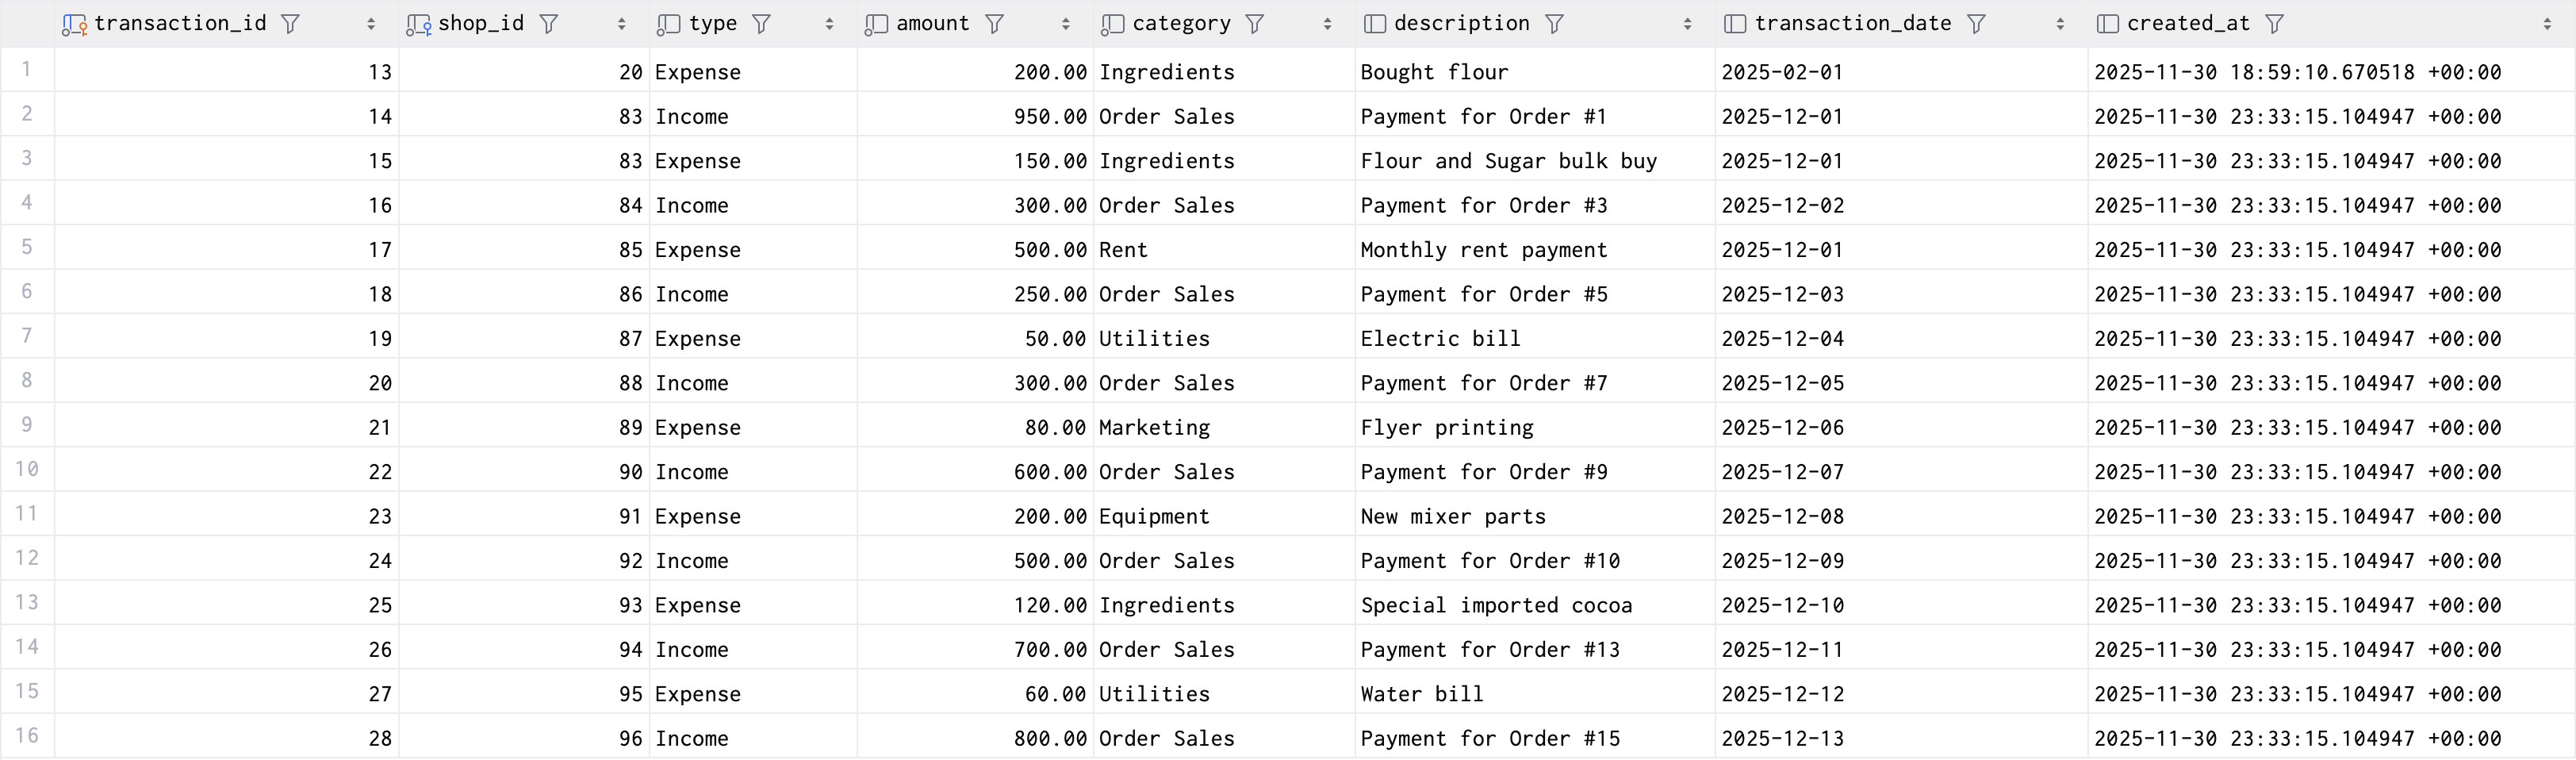 transaction_id shop_id type amount category description transaction_date created_at
1 13 20 Expense 200.00 Ingredients Bought flour 2025-02-01 2025-11-30 18:59:10.670518 +00:00
2 14 83 Income 950.00 Order Sales Payment for Order #1 2025-12-01 2025-11-30 23:33:15.104947 +00:00
3 15 83 Expense 150.00 Ingredients Flour and Sugar bulk buy 2025-12-01 2025-11-30 23:33:15.104947 +00:00
4 16 84 Income 300.00 Order Sales Payment for Order #3 2025-12-02 2025-11-30 23:33:15.104947 +00:00
5 17 85 Expense 500.00 Rent Monthly rent payment 2025-12-01 2025-11-30 23:33:15.104947 +00:00
6 18 86 Income 250.00 Order Sales Payment for Order #5 2025-12-03 2025-11-30 23:33:15.104947 +00:00
7 19 87 Expense 50.00 Utilities Electric bill 2025-12-04 2025-11-30 23:33:15.104947 +00:00
8 20 88 Income 300.00 Order Sales Payment for Order #7 2025-12-05 2025-11-30 23:33:15.104947 +00:00
9 21 89 Expense 80.00 Marketing Flyer printing 2025-12-06 2025-11-30 23:33:15.104947 +00:00
10 22 90 Income 600.00 Order Sales Payment for Order #9 2025-12-07 2025-11-30 23:33:15.104947 +00:00
11 23 91 Expense 200.00 Equipment New mixer parts 2025-12-08 2025-11-30 23:33:15.104947 +00:00
12 24 92 Income 500.00 Order Sales Payment for Order #10 2025-12-09 2025-11-30 23:33:15.104947 +00:00
13 25 93 Expense 120.00 Ingredients Special imported cocoa 2025-12-10 2025-11-30 23:33:15.104947 +00:00
14 26 94 Income 700.00 Order Sales Payment for Order #13 2025-12-11 2025-11-30 23:33:15.104947 +00:00
15 27 95 Expense 60.00 Utilities Water bill 2025-12-12 2025-11-30 23:33:15.104947 +00:00
16 28 96 Income 800.00 Order Sales Payment for Order #15 2025-12-13 2025-11-30 23:33:15.104947 +00:00